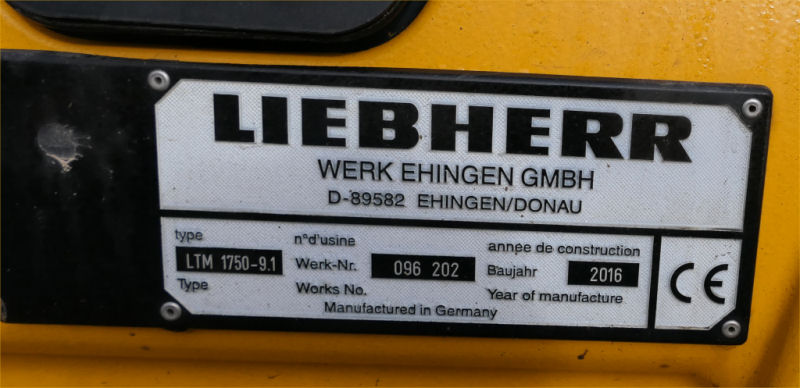 LIEBHERR
WERK EHINGEN GMBH
D-89582 EHINGEN/DONAU
type
LTM 1750-9.1
Type
n°d'usine
Werk-Nr. 096 202
Works No.
année de construction
Baujahr 2016
Year of manufacture
Manufactured in Germany
CE